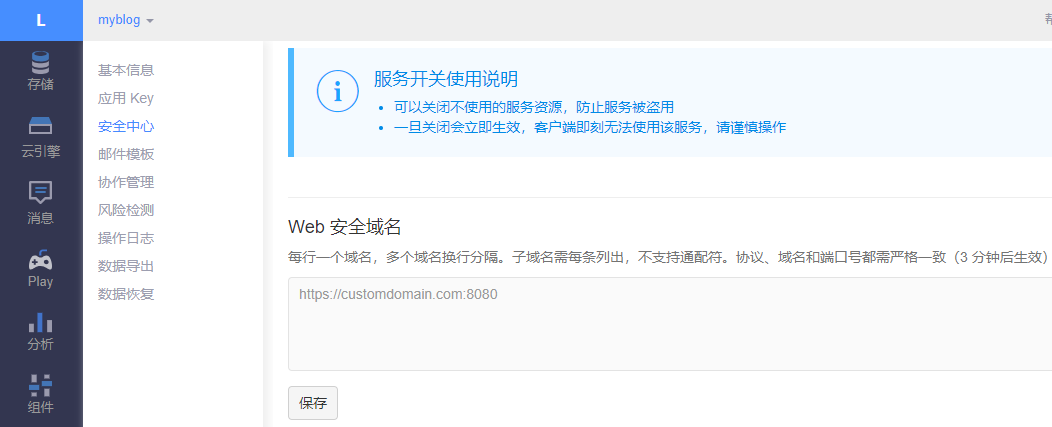 L
myblog
存储
云引擎
消息
Play
分析
组件
基本信息
应用 Key
安全中心
邮件模板
协作管理
风险检测
操作日志
数据导出
数据恢复
服务开关使用说明
可以关闭不使用的服务资源，防止服务被盗用
一旦关闭会立即生效，客户端即刻无法使用该服务，请谨慎操作
Web 安全域名
每行一个域名，多个域名换行分隔。子域名需每条列出，不支持通配符。协议、域名和端口号都需严格一致（3 分钟后生效）
https://customdomain.com:8080
保存